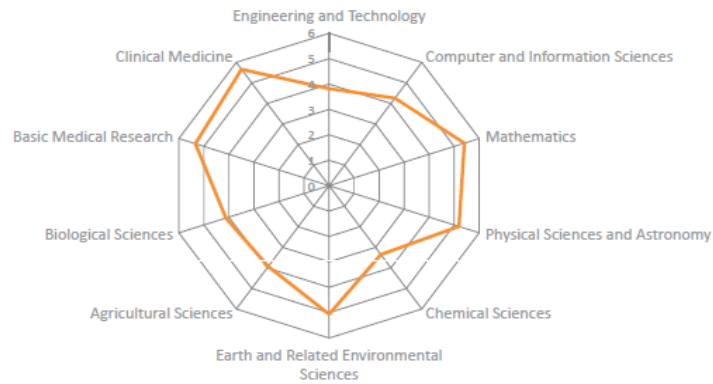 Engineering and Technology
6
Clinical Medicine
Computer and Information Sciences
5
4
3
Basic Medical Research
Mathematics
2
1
0
Biological Sciences
Physical Sciences and Astronomy
Agricultural Sciences
Chemical Sciences
Earth and Related Environmental
Sciences